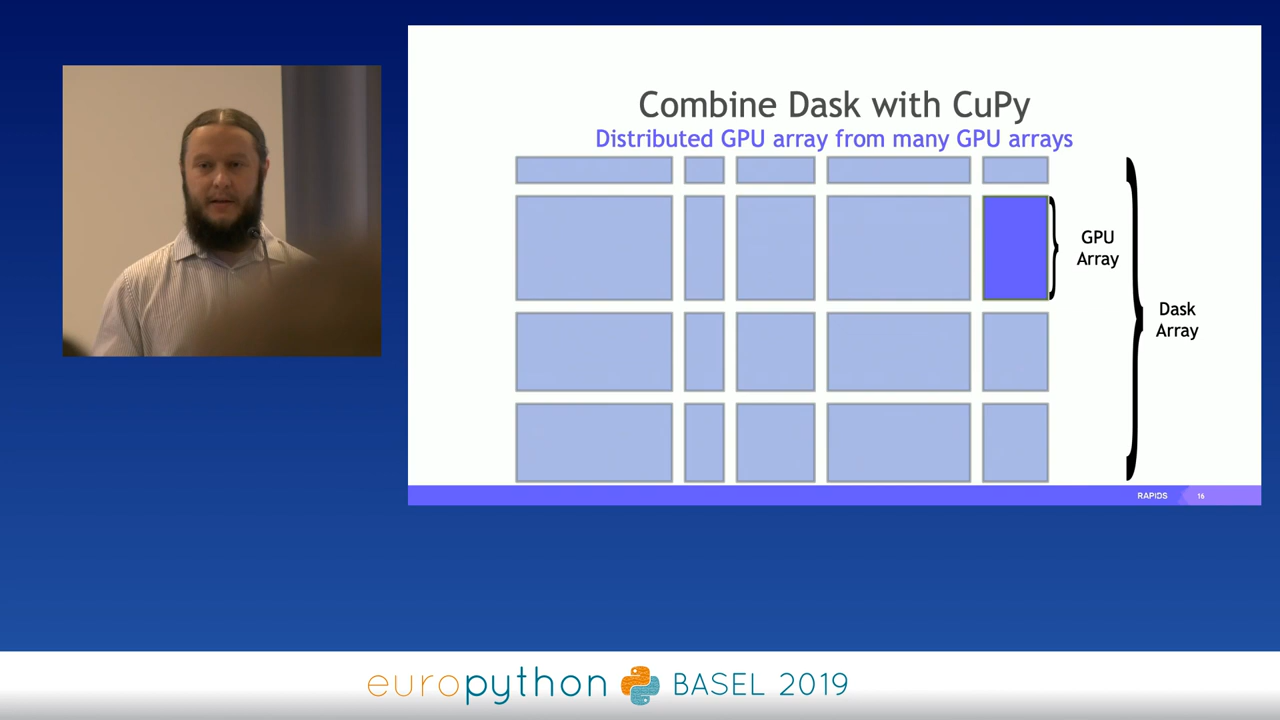 Combine Dask with CuPy
Distributed GPU array from many GPU arrays
GPU
Array
Dask
Array
RAPIDS
16
europython BASEL 2019